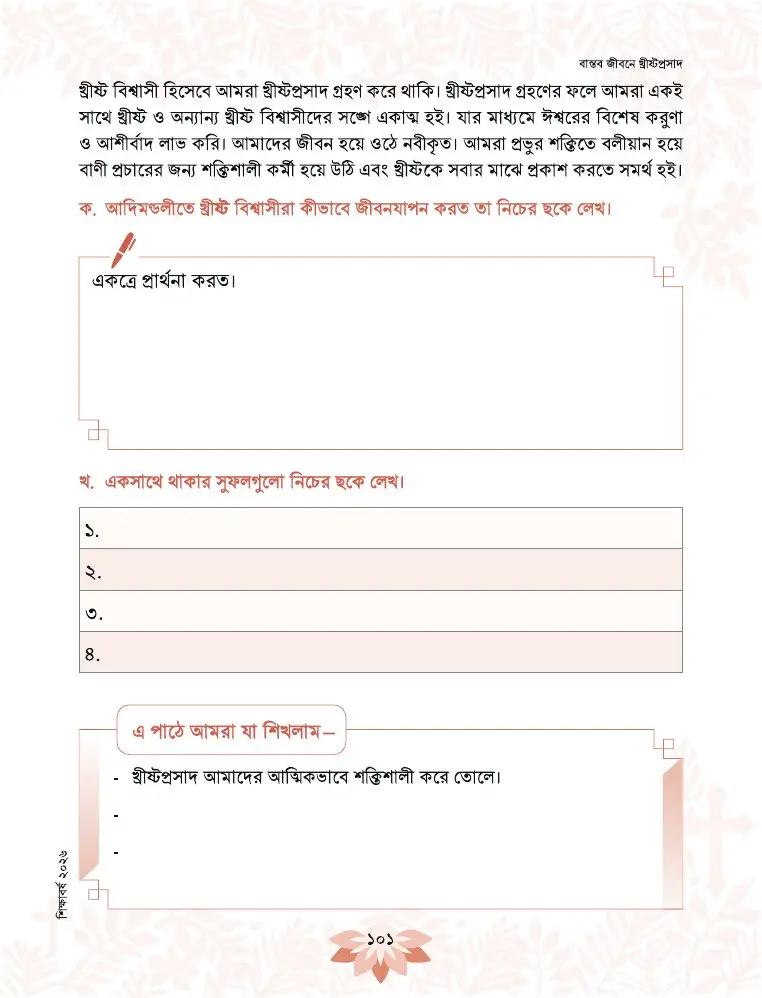 বাস্তব জীবনে খ্রীষ্টপ্রসাদ
খ্রীষ্ট বিশ্বাসী হিসেবে আমরা খ্রীষ্টপ্রসাদ গ্রহণ করে থাকি। খ্রীষ্টপ্রসাদ গ্রহণের ফলে আমরা একই
সাথে খ্রীষ্ট ও অন্যান্য খ্রীষ্ট বিশ্বাসীদের সঙ্গে একাত্ম হই। যার মাধ্যমে ঈশ্বরের বিশেষ করুণা
ও আশীর্বাদ লাভ করি। আমাদের জীবন হয়ে ওঠে নবীকৃত। আমরা প্রভুর শক্তিতে বলীয়ান হয়ে
বাণী প্রচারের জন্য শক্তিশালী কর্মী হয়ে উঠি এবং খ্রীষ্টকে সবার মাঝে প্রকাশ করতে সমর্থ হই।
ক. আদিমণ্ডলীতে খ্রীষ্ট বিশ্বাসীরা কীভাবে জীবনযাপন করত তা নিচের ছকে লেখ।
একত্রে প্রার্থনা করত।
খ. একসাথে থাকার সুফলগুলো নিচের ছকে লেখ।
১.
২.
৩.
৪.
এ পাঠে আমরা যা শিখলাম–
- খ্রীষ্টপ্রসাদ আমাদের আত্মিকভাবে শক্তিশালী করে তোলে।
-
-
শিক্ষাবর্ষ ২০২৬
১০১